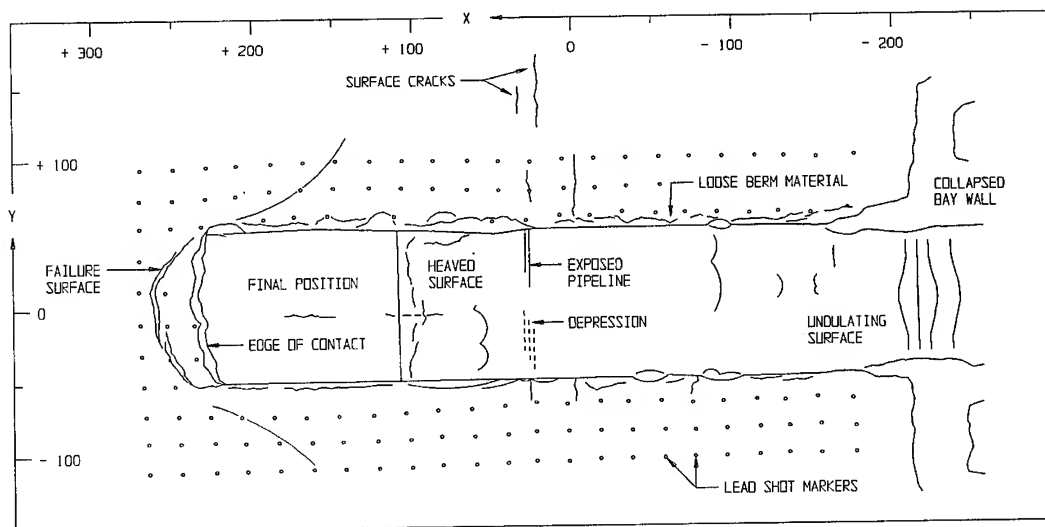 X
+ 300
+ 200
+ 100
0
- 100
- 200
SURFACE CRACKS
+ 100
LOOSE BERM MATERIAL
COLLAPSED
BAY WALL
Y
FAILURE
SURFACE
FINAL POSITION
HEAVED
SURFACE
EXPOSED
PIPELINE
0
DEPRESSION
UNDULATING
SURFACE
EDGE OF CONTACT
- 100
LEAD SHOT MARKERS